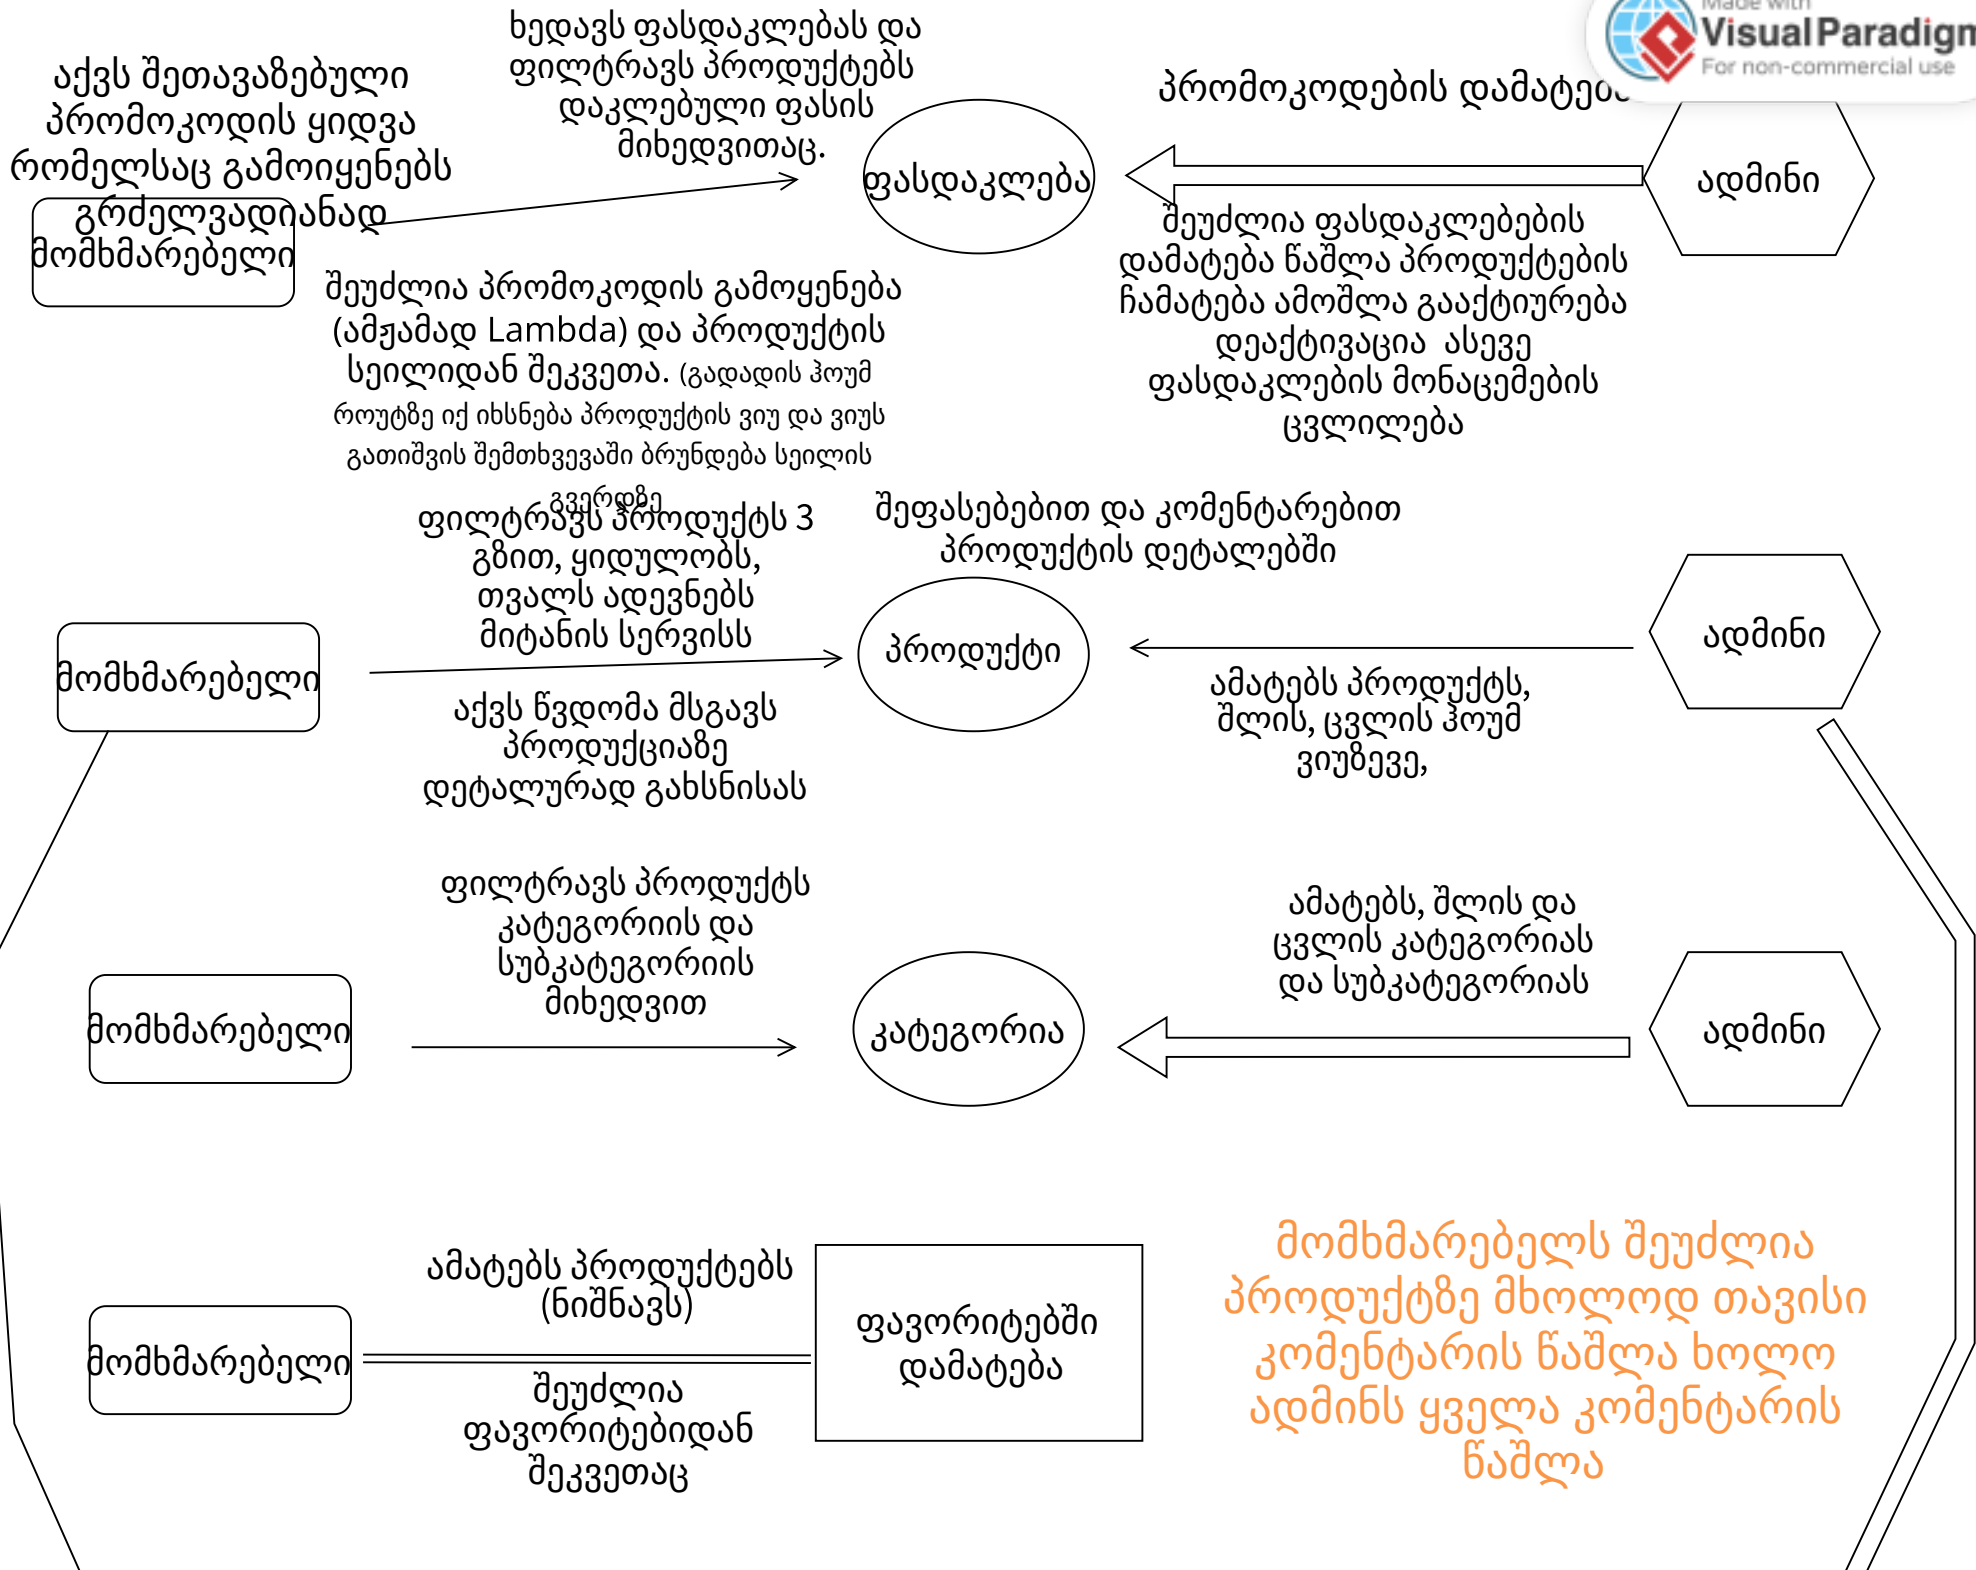 აქვს შეთავაზებული
პრომოკოდის ყიდვა
რომელსაც გამოიყენებს
გრძელვადიანად
მომხმარებელი
ხედავს ფასდაკლებას და
ფილტრავს პროდუქტებს
დაკლებული ფასის
მიხედვითაც.
ფასდაკლება
პრომოკოდების დამატება
Made with
Visual Paradigm
For non-commercial use
ადმინი
შეუძლია პრომოკოდის გამოყენება
(ამჟამად Lambda) და პროდუქტის
სეილიდან შეკვეთა. (გადადის ჰოუმ
როუტზე იქ იხსნება პროდუქტის ვიუ და ვიუს
გათიშვის შემთხვევაში ბრუნდება სეილის
გვერდზე
შეუძლია ფასდაკლებების
დამატება წაშლა პროდუქტების
ჩამატება ამოშლა გააქტიურება
დეაქტივაცია ასევე
ფასდაკლების მონაცემების
ცვლილება
ფილტრავს პროდუქტს 3
გზით, ყიდულობს,
თვალს ადევნებს
მიტანის სერვისს
შეფასებებით და კომენტარებით
პროდუქტის დეტალებში
მომხმარებელი
პროდუქტი
ადმინი
აქვს წვდომა მსგავს
პროდუქციაზე
დეტალურად გახსნისას
ამატებს პროდუქტს,
შლის, ცვლის ჰოუმ
ვიუზევე,
ფილტრავს პროდუქტს
კატეგორიის და
სუბკატეგორიის
მიხედვით
ამატებს, შლის და
ცვლის კატეგორიას
და სუბკატეგორიას
მომხმარებელი
კატეგორია
ადმინი
ამატებს პროდუქტებს
(ნიშნავს)
მომხმარებელი
შეუძლია
ფავორიტებიდან
შეკვეთაც
ფავორიტებში
დამატება
მომხმარებელს შეუძლია
პროდუქტზე მხოლოდ თავისი
კომენტარის წაშლა ხოლო
ადმინს ყველა კომენტარის
წაშლა